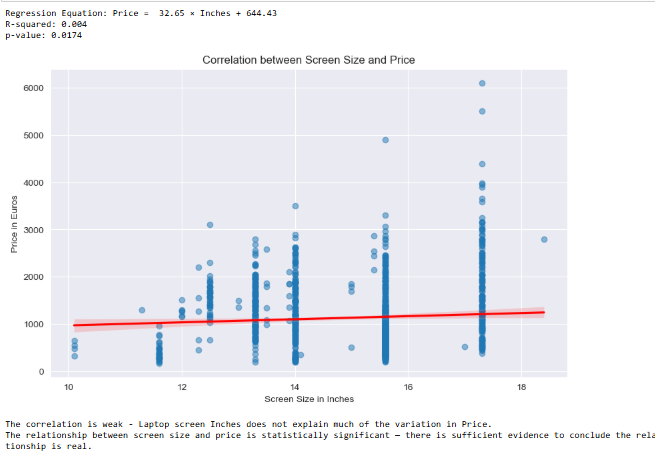 Regression Equation: Price =  32.65 × Inches + 644.43
R-squared: 0.004
p-value: 0.0174
Correlation between Screen Size and Price
6000
5000
4000
3000
2000
1000
0
Price in Euros
10 12 14 16 18
Screen Size in Inches
The correlation is weak - Laptop screen Inches does not explain much of the variation in Price.
The relationship between screen size and price is statistically significant — there is sufficient evidence to conclude the rela
tionship is real.